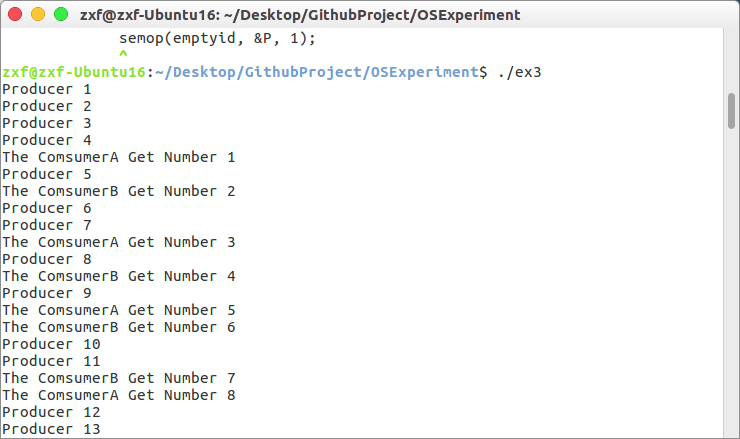 zxf@zxf-Ubuntu16: ~/Desktop/GithubProject/OSExperiment
semop(emptyid, &P, 1);
^
zxf@zxf-Ubuntu16:~/Desktop/GithubProject/OSExperiment$ ./ex3
Producer 1
Producer 2
Producer 3
Producer 4
The ComsumerA Get Number 1
Producer 5
The ComsumerB Get Number 2
Producer 6
Producer 7
The ComsumerA Get Number 3
Producer 8
The ComsumerB Get Number 4
Producer 9
The ComsumerA Get Number 5
The ComsumerB Get Number 6
Producer 10
Producer 11
The ComsumerB Get Number 7
The ComsumerA Get Number 8
Producer 12
Producer 13